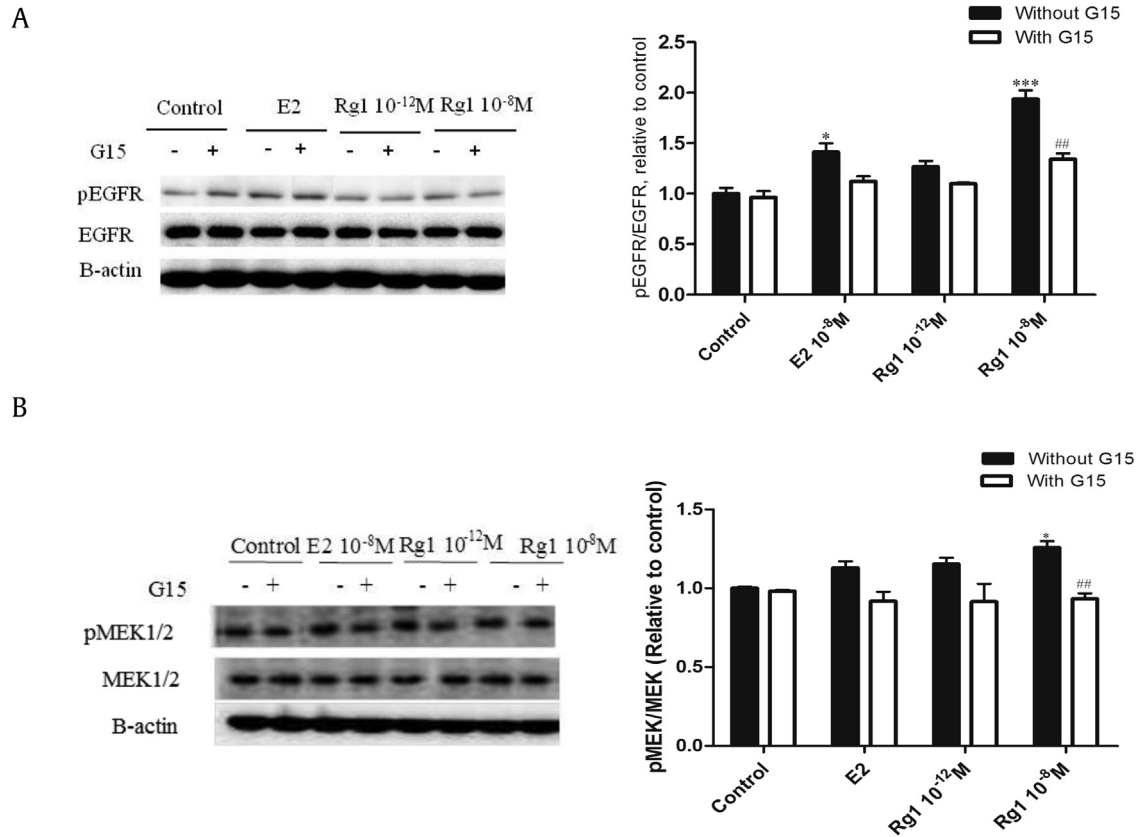 A
Control E2 Rg1 10-12M Rg1 10-8M
G15 - + - + - + - +
pEGFR
EGFR
B-actin
Without G15
With G15
pEGFR/EGFR, relative to control
2.5
2.0
1.5
1.0
0.5
0.0
*
***
##
Control
E2 10-8M
Rg1 10-12M
Rg1 10-8M
B
Control E2 10-8M Rg1 10-12M Rg1 10-8M
G15 - + - + - + - +
pMEK1/2
MEK1/2
B-actin
Without G15
With G15
pMEK/MEK (Relative to control)
1.5
1.0
0.5
0.0
*
##
Control
E2
Rg1 10-12M
Rg1 10-8M